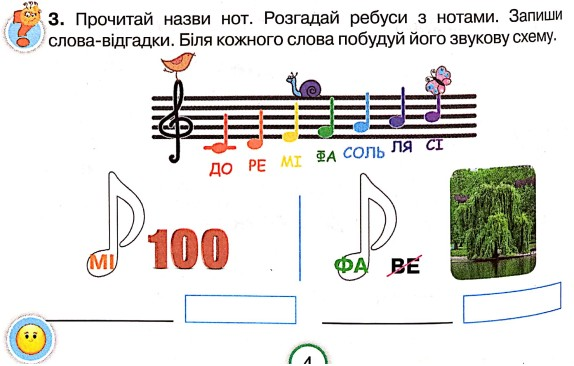 3. Прочитай назви нот. Розгадай ребуси з нотами. Запиши
слова-відгадки. Біля кожного слова побудуй його звукову схему.
ДО РЕ МІ ФА СОЛЬ ЛЯ СІ
МІ 100 ФА ВЕ
4